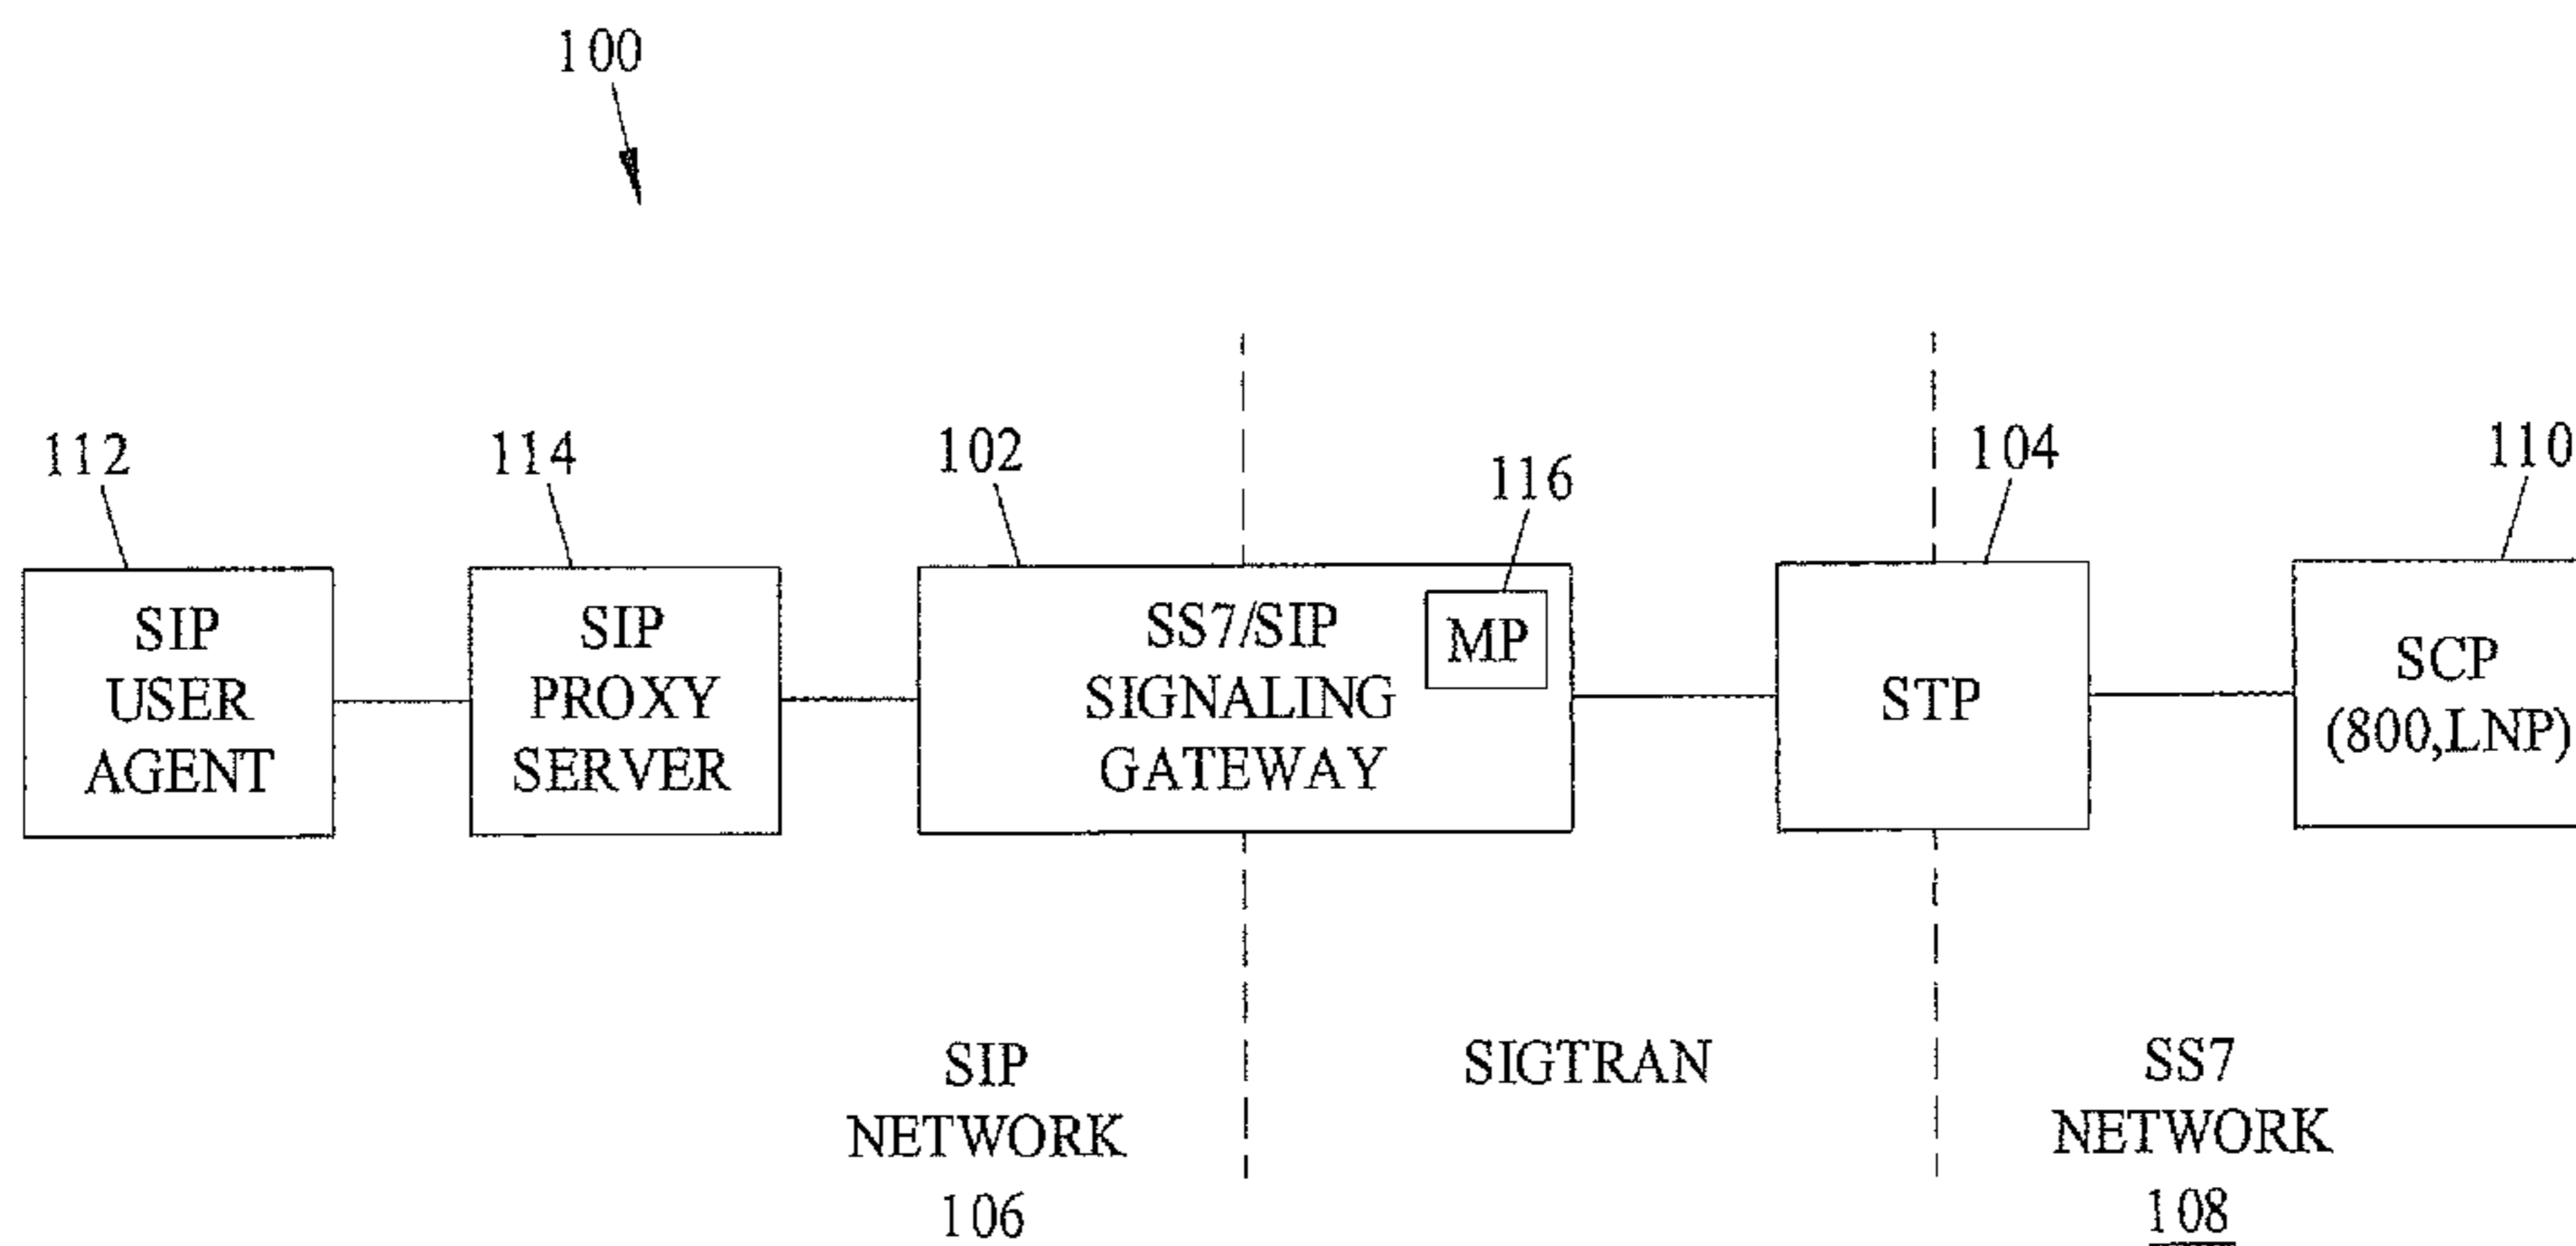 100
112
114
102
116
104
110
SIP
USER
AGENT
SIP
PROXY
SERVER
SS7/SIP
SIGNALING
GATEWAY
MP
STP
SCP
(800,LNP)
SIP
NETWORK
106
SIGTRAN
SS7
NETWORK
108